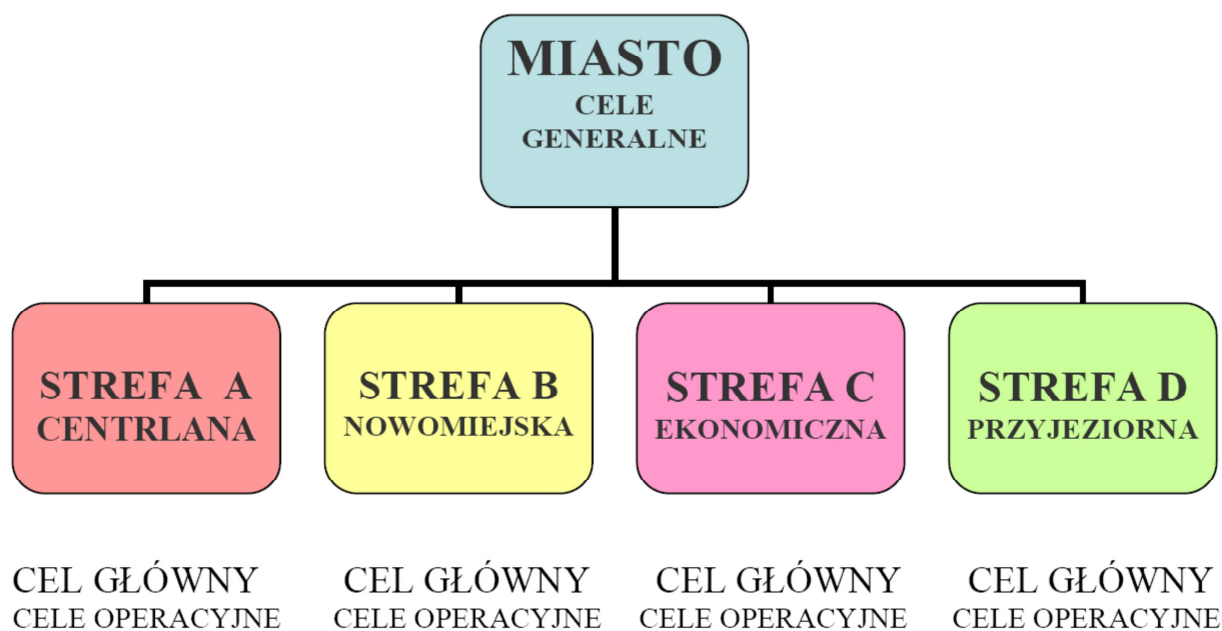 MIASTO
CELE
GENERALNE
STREFA A
CENTRLANA
STREFA B
NOWOMIEJSKA
STREFA C
EKONOMICZNA
STREFA D
PRZYJEZIORNA
CEL GŁÓWNY
CELE OPERACYJNE
CEL GŁÓWNY
CELE OPERACYJNE
CEL GŁÓWNY
CELE OPERACYJNE
CEL GŁÓWNY
CELE OPERACYJNE